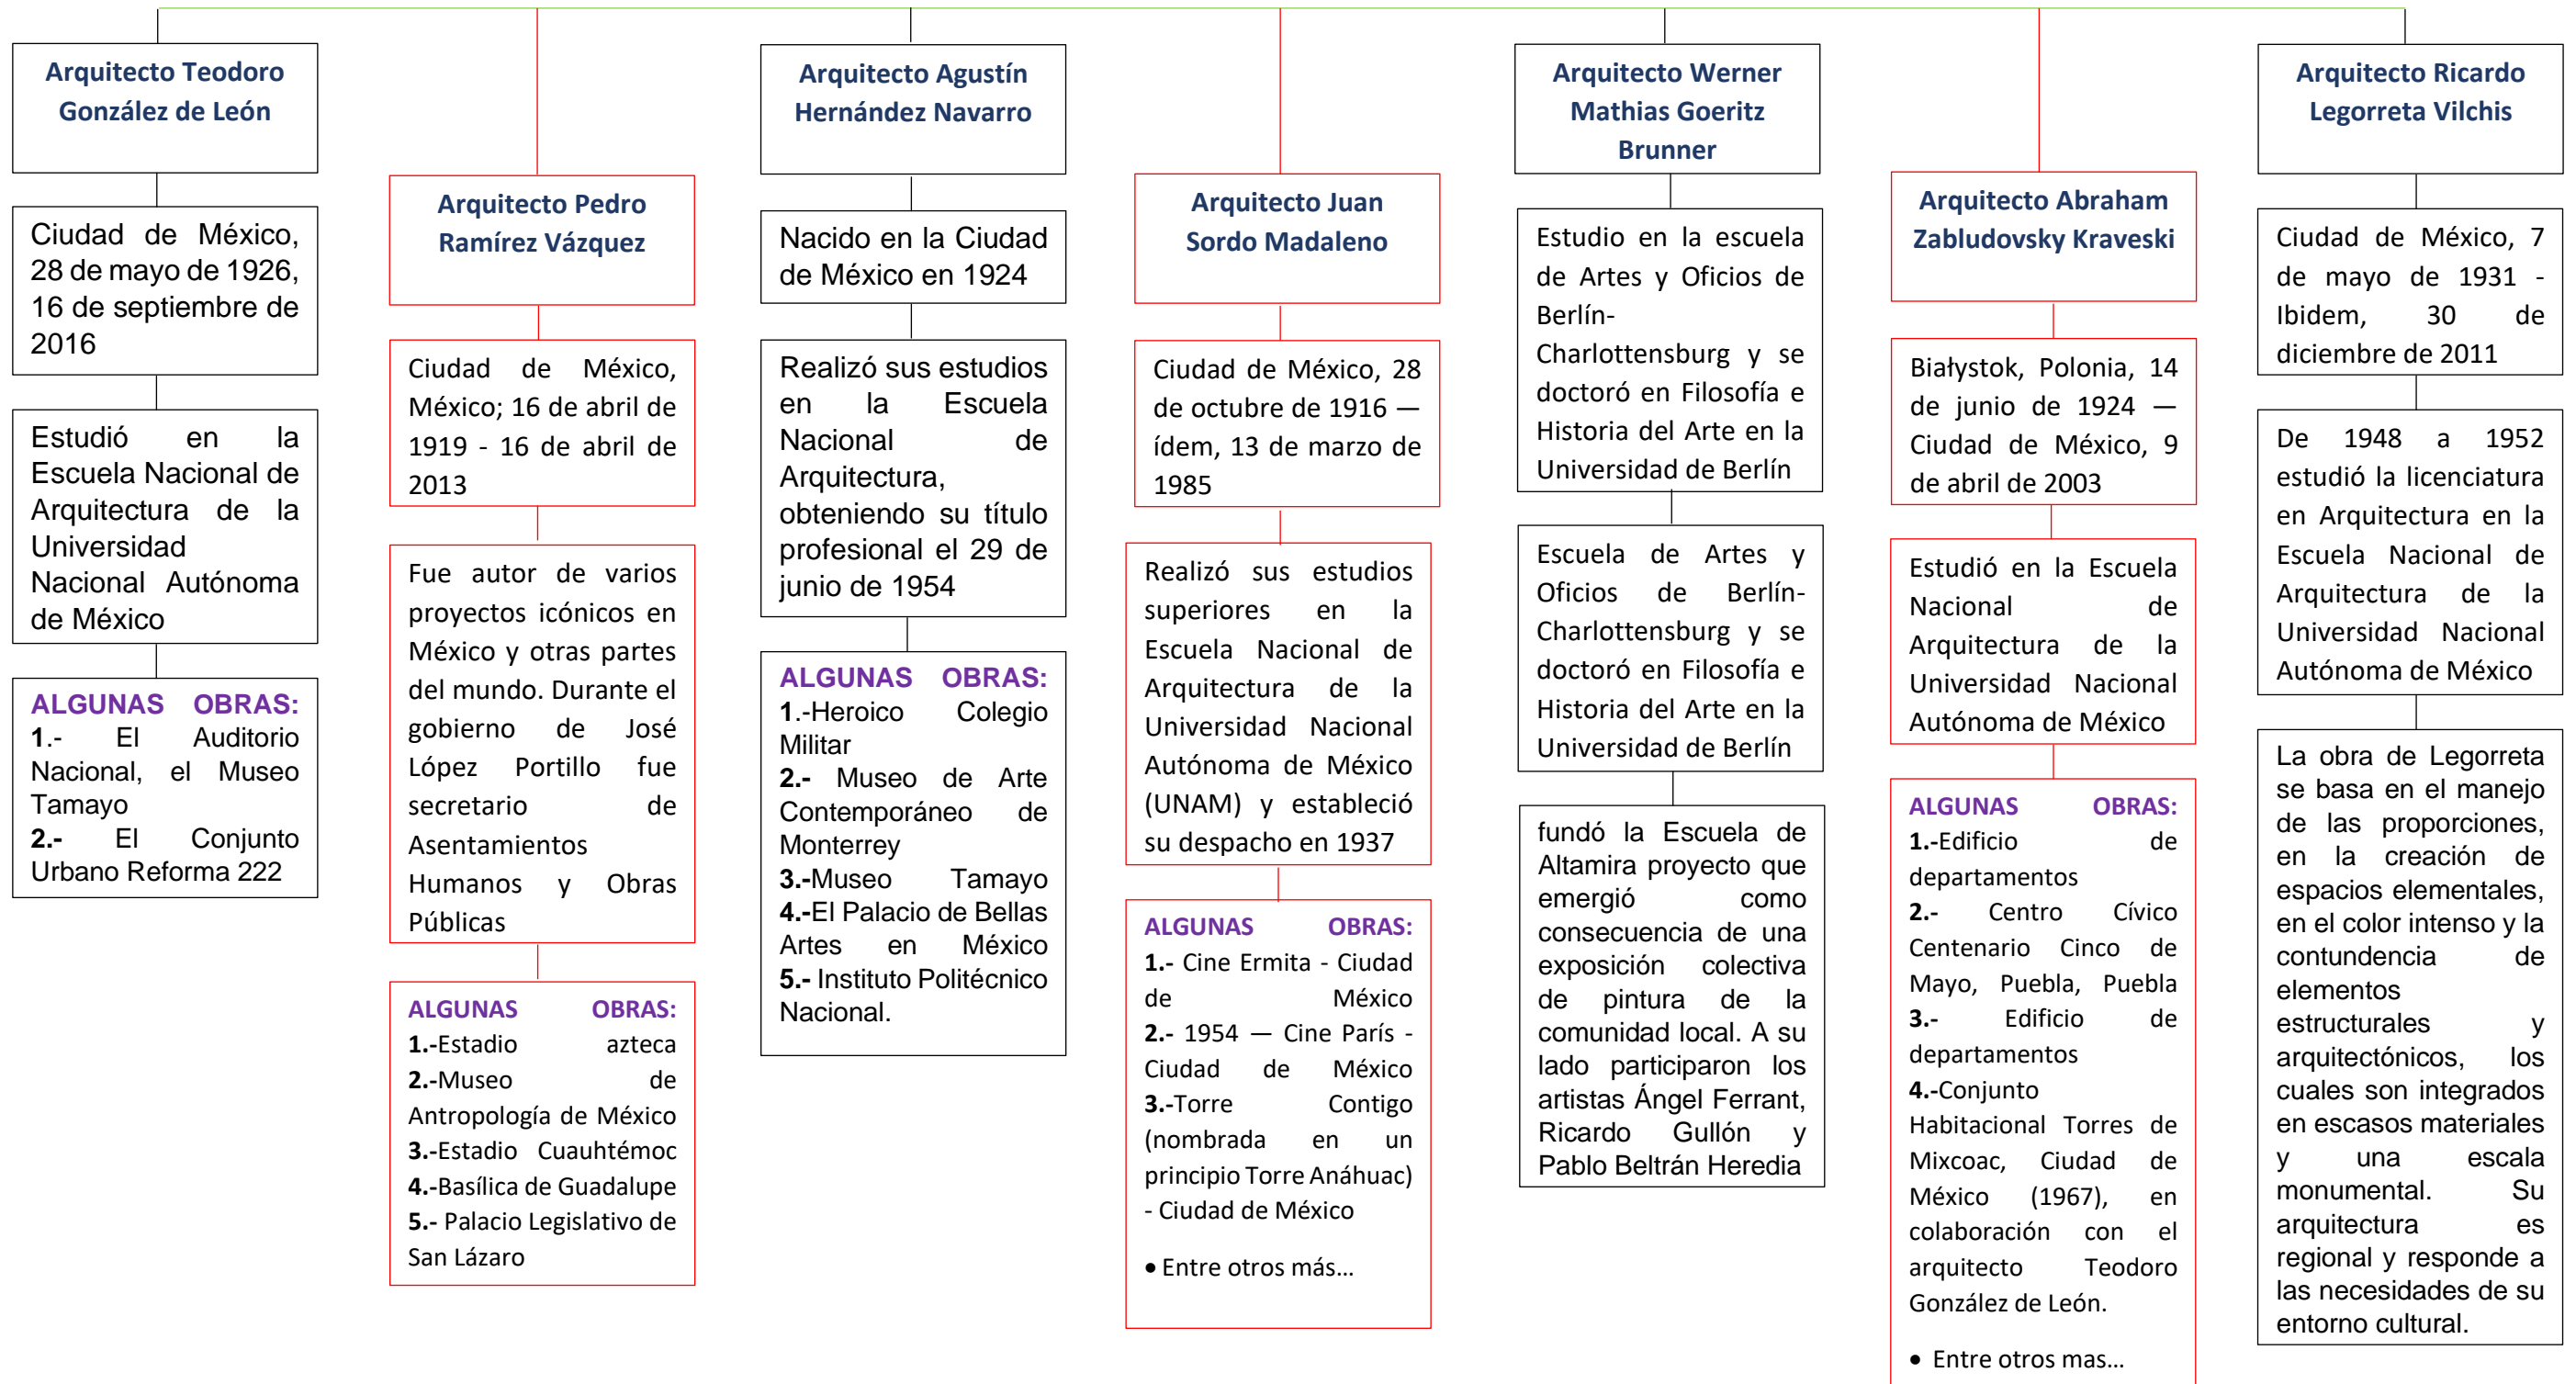 Arquitecto Teodoro
González de León
Ciudad de México,
28 de mayo de 1926,
16 de septiembre de
2016
Estudió en la
Escuela Nacional de
Arquitectura de la
Universidad
Nacional Autónoma
de México
ALGUNAS OBRAS:
1.- El Auditorio
Nacional, el Museo
Tamayo
2.- El Conjunto
Urbano Reforma 222
Arquitecto Pedro
Ramírez Vázquez
Ciudad de México,
México; 16 de abril de
1919 - 16 de abril de
2013
Fue autor de varios
proyectos icónicos en
México y otras partes
del mundo. Durante el
gobierno de José
López Portillo fue
secretario de
Asentamientos
Humanos y Obras
Públicas
ALGUNAS OBRAS:
1.-Estadio azteca
2.-Museo de
Antropología de México
3.-Estadio Cuauhtémoc
4.-Basílica de Guadalupe
5.- Palacio Legislativo de
San Lázaro
Arquitecto Agustín
Hernández Navarro
Nacido en la Ciudad
de México en 1924
Realizó sus estudios
en la Escuela
Nacional de
Arquitectura,
obteniendo su título
profesional el 29 de
junio de 1954
ALGUNAS OBRAS:
1.-Heroico Colegio
Militar
2.- Museo de Arte
Contemporáneo de
Monterrey
3.-Museo Tamayo
4.-El Palacio de Bellas
Artes en México
5.- Instituto Politécnico
Nacional.
Arquitecto Juan
Sordo Madaleno
Ciudad de México, 28
de octubre de 1916 —
ídem, 13 de marzo de
1985
Realizó sus estudios
superiores en la
Escuela Nacional de
Arquitectura de la
Universidad Nacional
Autónoma de México
(UNAM) y estableció
su despacho en 1937
ALGUNAS OBRAS:
1.- Cine Ermita - Ciudad
de México
2.- 1954 — Cine París -
Ciudad de México
3.-Torre Contigo
(nombrada en un
principio Torre Anáhuac)
- Ciudad de México
• Entre otros más...
Arquitecto Werner
Mathias Goeritz
Brunner
Estudio en la escuela
de Artes y Oficios de
Berlín-
Charlottensburg y se
doctoró en Filosofía e
Historia del Arte en la
Universidad de Berlín
Escuela de Artes y
Oficios de Berlín-
Charlottensburg y se
doctoró en Filosofía e
Historia del Arte en la
Universidad de Berlín
fundó la Escuela de
Altamira proyecto que
emergió como
consecuencia de una
exposición colectiva
de pintura de la
comunidad local. A su
lado participaron los
artistas Ángel Ferrant,
Ricardo Gullón y
Pablo Beltrán Heredia
Arquitecto Abraham
Zabludovsky Kraveski
Białystok, Polonia, 14
de junio de 1924 —
Ciudad de México, 9
de abril de 2003
Estudió en la Escuela
Nacional de
Arquitectura de la
Universidad Nacional
Autónoma de México
ALGUNAS OBRAS:
1.-Edificio de
departamentos
2.- Centro Cívico
Centenario Cinco de
Mayo, Puebla, Puebla
3.- Edificio de
departamentos
4.-Conjunto
Habitacional Torres de
Mixcoac, Ciudad de
México (1967), en
colaboración con el
arquitecto Teodoro
González de León.
• Entre otros mas...
Arquitecto Ricardo
Legorreta Vilchis
Ciudad de México, 7
de mayo de 1931 -
Ibidem, 30 de
diciembre de 2011
De 1948 a 1952
estudió la licenciatura
en Arquitectura en la
Escuela Nacional de
Arquitectura de la
Universidad Nacional
Autónoma de México
La obra de Legorreta
se basa en el manejo
de las proporciones,
en la creación de
espacios elementales,
en el color intenso y la
contundencia de
elementos
estructurales y
arquitectónicos, los
cuales son integrados
en escasos materiales
y una escala
monumental. Su
arquitectura es
regional y responde a
las necesidades de su
entorno cultural.